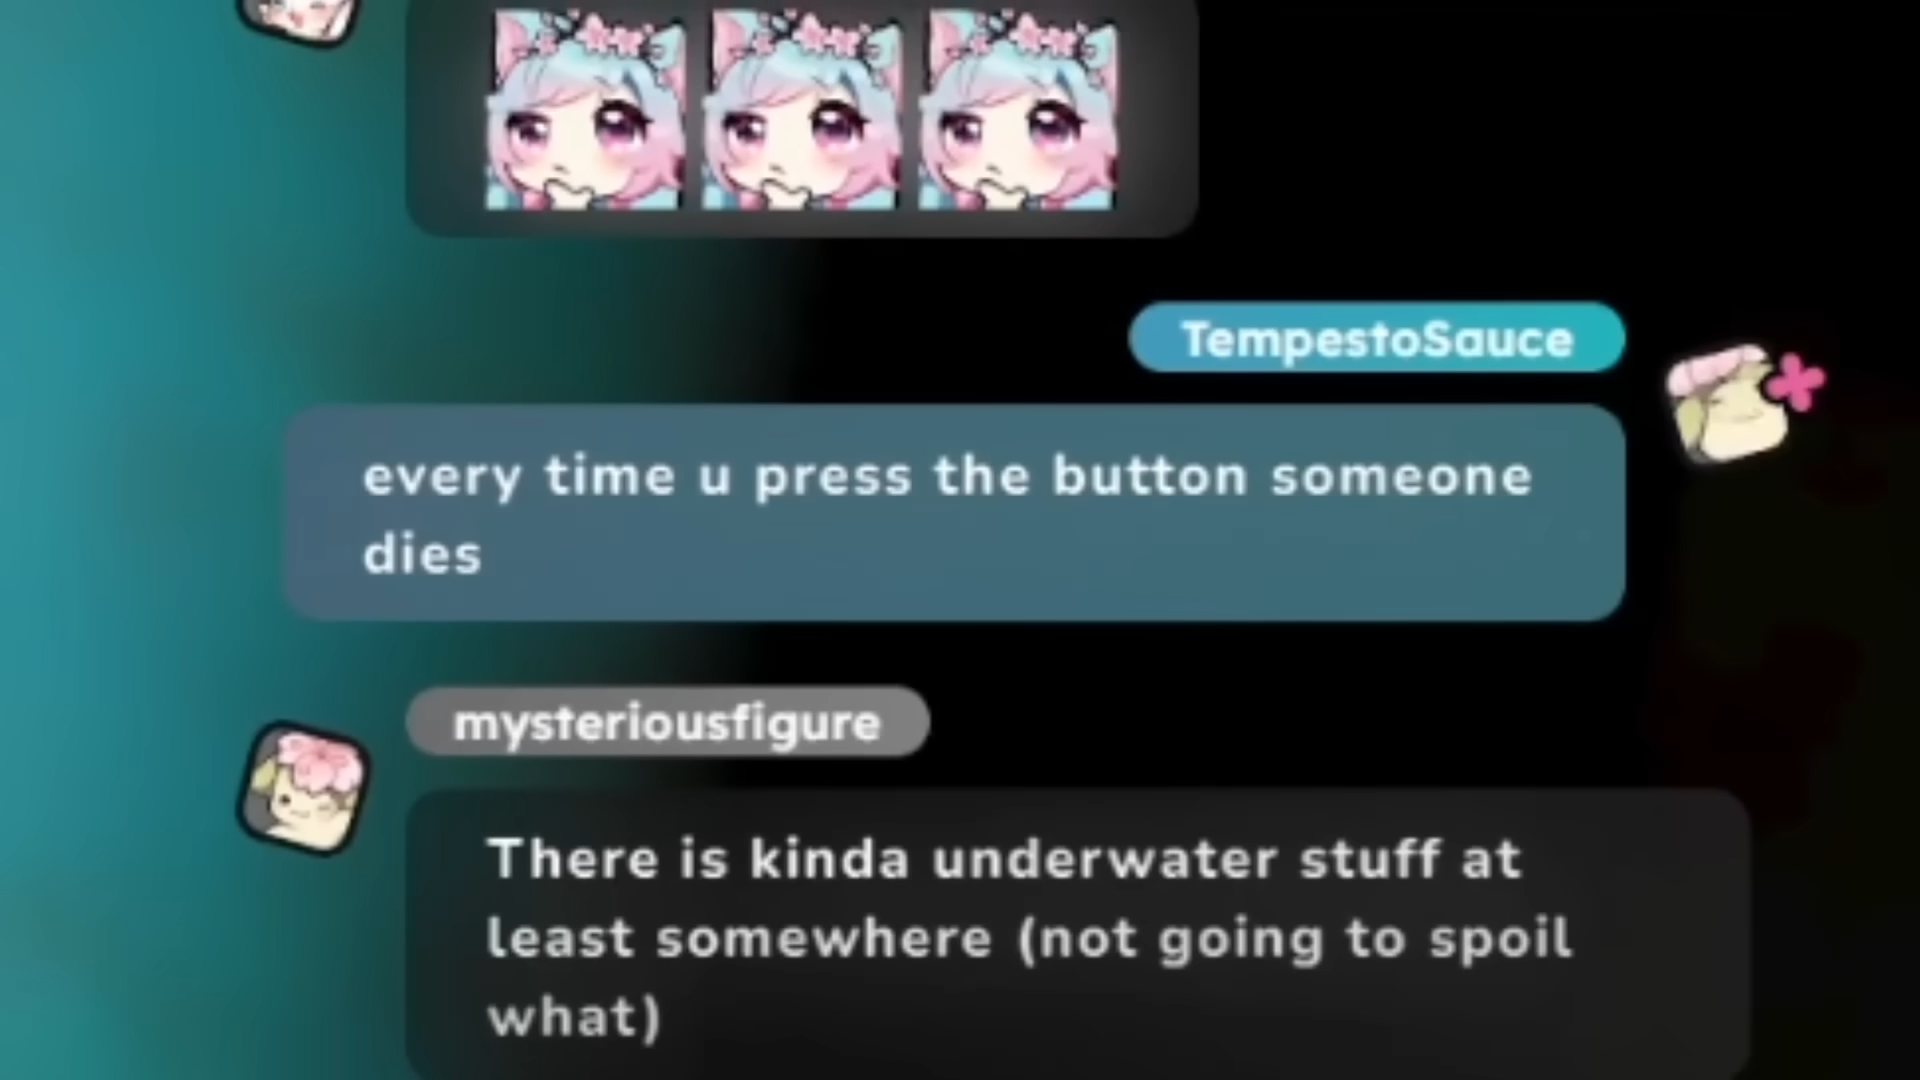 TempestoSauce
every time u press the button someone
dies
mysteriousfigure
There is kinda underwater stuff at
least somewhere (not going to spoil
what)